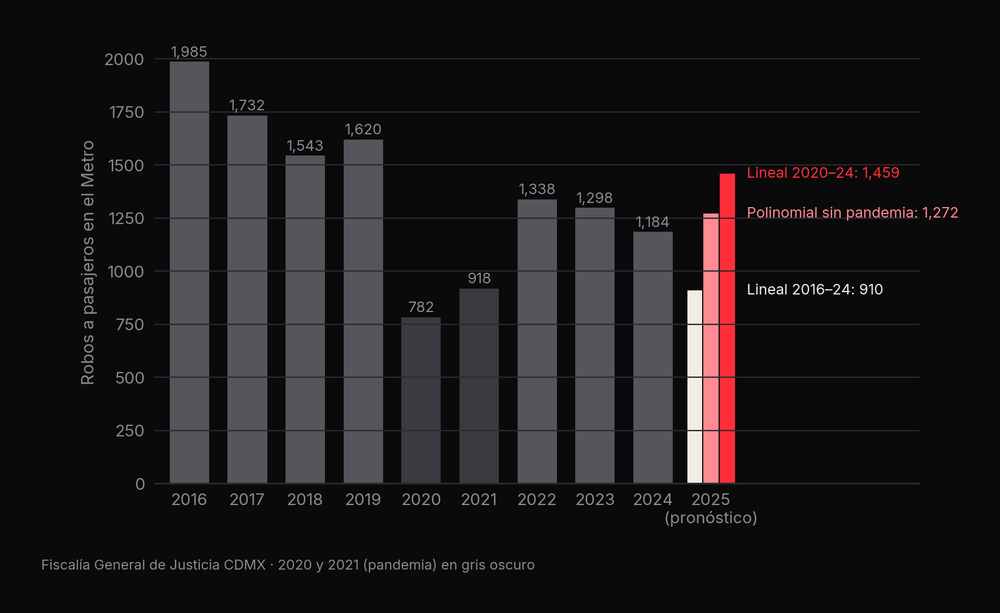 1,985
1,732
1,543
1,620
782
918
1,338
1,298
1,184
Lineal 2020–24: 1,459
Polinomial sin pandemia: 1,272
Lineal 2016–24: 910
Robos a pasajeros en el Metro
2000
1750
1500
1250
1000
750
500
250
0
2016 2017 2018 2019 2020 2021 2022 2023 2024 2025
(pronóstico)
Fiscalía General de Justicia CDMX · 2020 y 2021 (pandemia) en gris oscuro